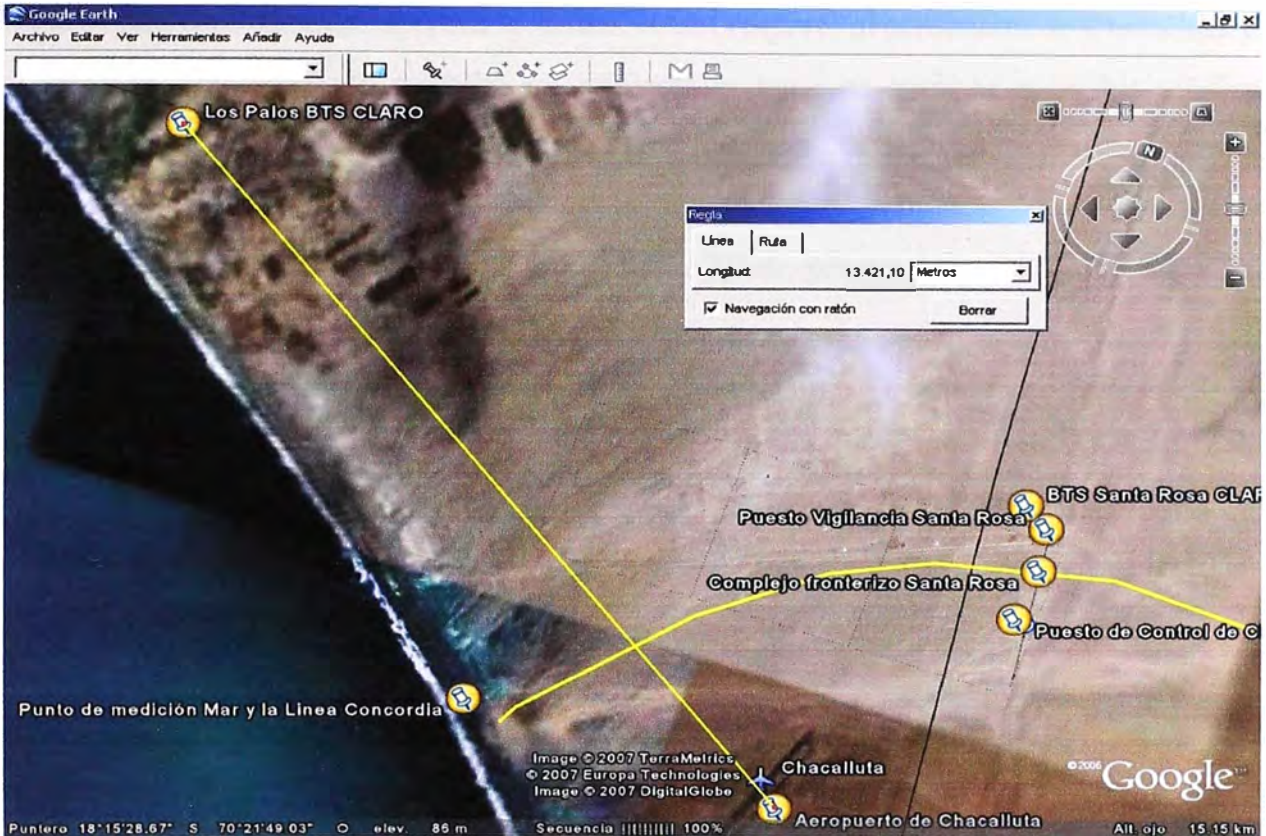 Google Earth
Archivo Editar Ver Herramientas Añadir Ayuda
Los Palos BTS CLARO
N
Regla
Línea Ruta
Longitud: 13.421,10 Metros
Navegación con ratón Borrar
BTS Santa Rosa CLAR
Puesto Vigilancia Santa Rosa
Complejo fronterizo Santa Rosa
Puesto de Control de C
Punto de medición Mar y la Linea Concordia
Image © 2007 TerraMetrics
© 2007 Europa Technologies
Image © 2007 DigitalGlobe
Chacalluta
©2006 Google™
Aeropuerto de Chacalluta
Puntero 18°15'28.67" S 70°21'49.03" O elev. 86 m Secuencia |||||||||| 100% Alt. ojo 15.15 km